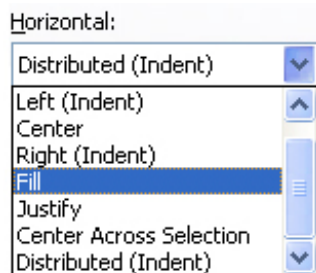 Horizontal:
Distributed (Indent)
Left (Indent)
Center
Right (Indent)
Fill
Justify
Center Across Selection
Distributed (Indent)